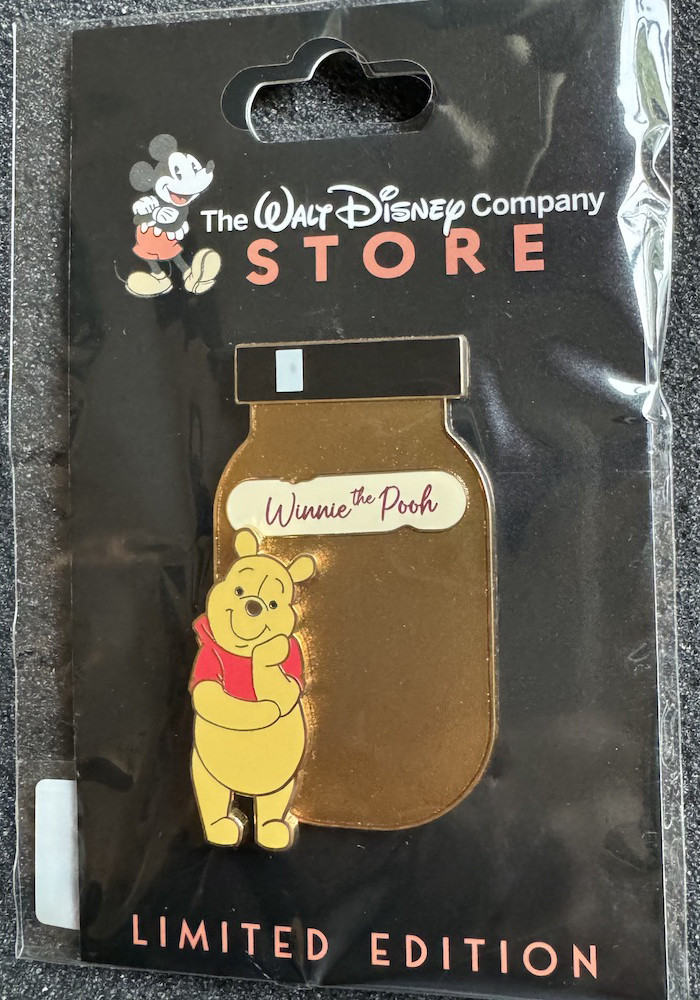 The Walt Disney Company
STORE
Winnie the Pooh
LIMITED EDITION